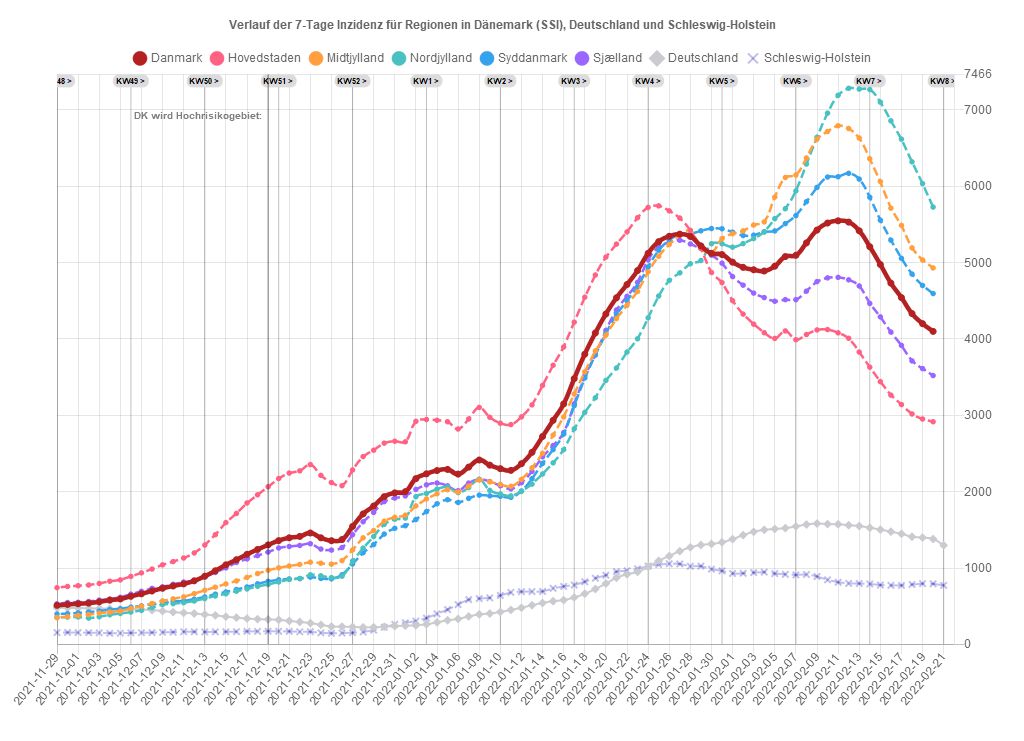 Verlauf der 7-Tage Inzidenz für Regionen in Dänemark (SSI), Deutschland und Schleswig-Holstein
Danmark Hovedstaden Midtjylland Nordjylland Syddanmark Sjælland Deutschland Schleswig-Holstein
48 > KW49 > KW50 > KW51 > KW52 > KW1 > KW2 > KW3 > KW4 > KW5 > KW6 > KW7 > KW8 >
7466
7000
DK wird Hochrisikogebiet:
6000
5000
4000
3000
2000
1000
0
2021-11-29 2021-12-01 2021-12-03 2021-12-05 2021-12-07 2021-12-09 2021-12-11 2021-12-13 2021-12-15 2021-12-17 2021-12-19 2021-12-21 2021-12-23 2021-12-25 2021-12-27 2021-12-29 2021-12-31 2022-01-02 2022-01-04 2022-01-06 2022-01-08 2022-01-10 2022-01-12 2022-01-14 2022-01-16 2022-01-18 2022-01-20 2022-01-22 2022-01-24 2022-01-26 2022-01-28 2022-01-30 2022-02-01 2022-02-03 2022-02-05 2022-02-07 2022-02-09 2022-02-11 2022-02-13 2022-02-15 2022-02-17 2022-02-19 2022-02-21